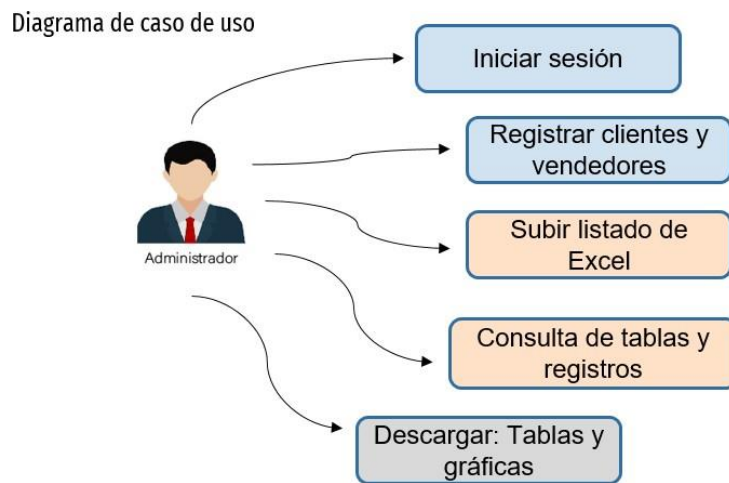 Diagrama de caso de uso
Iniciar sesión
Registrar clientes y
vendedores
Subir listado de
Excel
Administrador
Consulta de tablas y
registros
Descargar: Tablas y
gráficas